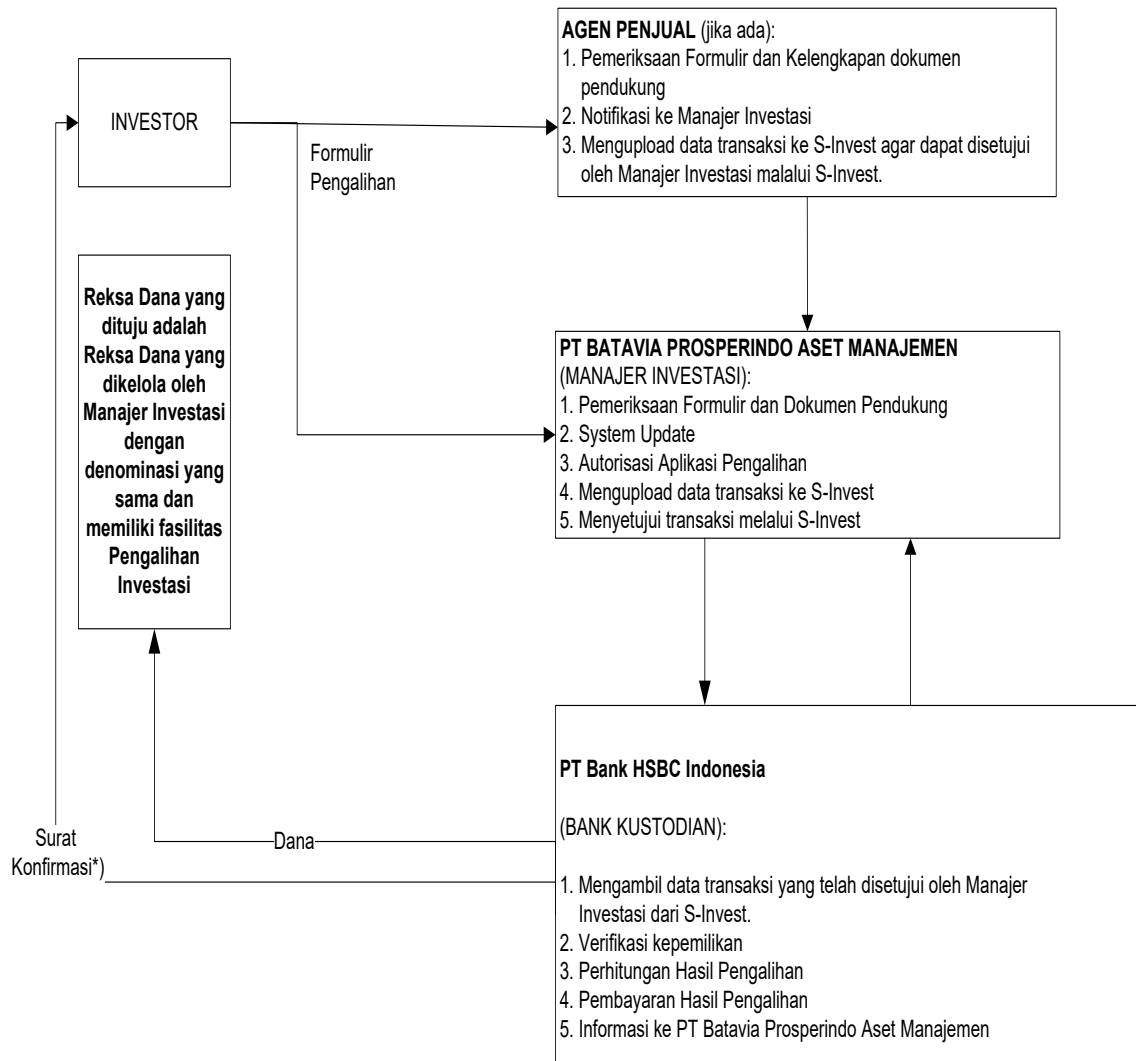 INVESTOR
Formulir
Pengalihan
AGEN PENJUAL (jika ada):
1. Pemeriksaan Formulir dan Kelengkapan dokumen
pendukung
2. Notifikasi ke Manajer Investasi
3. Mengupload data transaksi ke S-Invest agar dapat disetujui
oleh Manajer Investasi malalui S-Invest.
Reksa Dana yang
dituju adalah
Reksa Dana yang
dikelola oleh
Manajer Investasi
dengan
denominasi yang
sama dan
memiliki fasilitas
Pengalihan
Investasi
PT BATAVIA PROSPERINDO ASET MANAJEMEN
(MANAJER INVESTASI):
1. Pemeriksaan Formulir dan Dokumen Pendukung
2. System Update
3. Autorisasi Aplikasi Pengalihan
4. Mengupload data transaksi ke S-Invest
5. Menyetujui transaksi melalui S-Invest
Surat
Konfirmasi*)
Dana
PT Bank HSBC Indonesia
(BANK KUSTODIAN):
1. Mengambil data transaksi yang telah disetujui oleh Manajer
Investasi dari S-Invest.
2. Verifikasi kepemilikan
3. Perhitungan Hasil Pengalihan
4. Pembayaran Hasil Pengalihan
5. Informasi ke PT Batavia Prosperindo Aset Manajemen